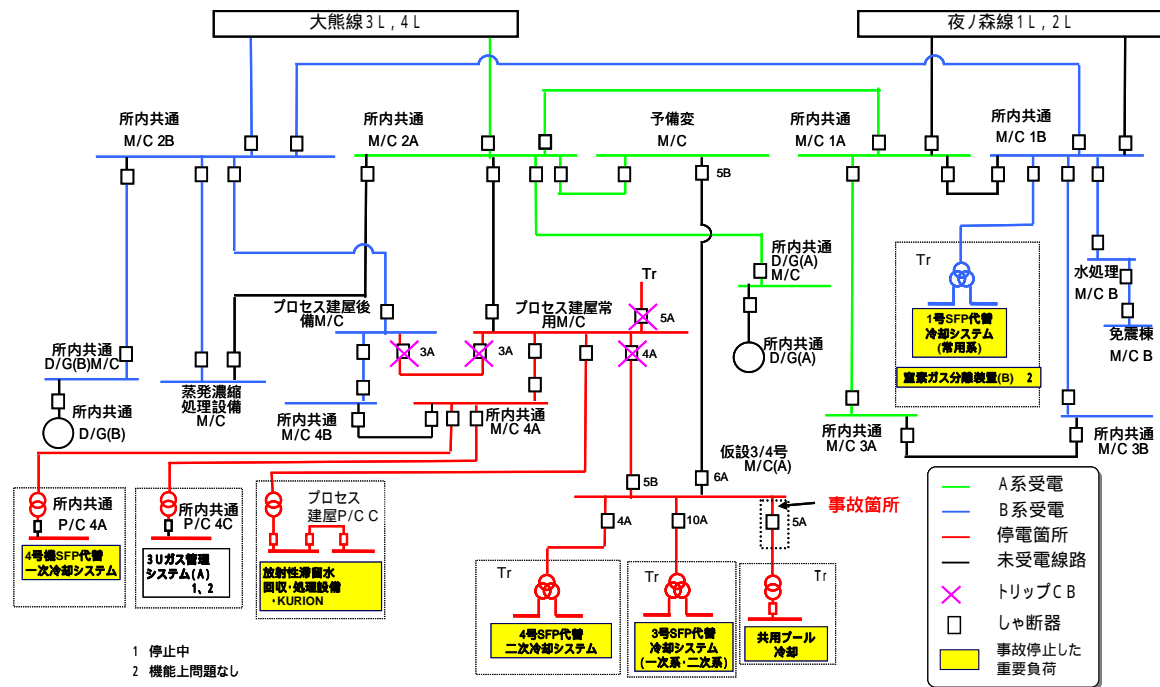 大熊線3L,4L
夜ノ森線1L,2L
所内共通
M/C 2B
所内共通
M/C 2A
予備変
M/C
所内共通
M/C 1A
所内共通
M/C 1B
5B
所内共通
D/G(A)
M/C
Tr
5A
プロセス建屋後
備M/C
プロセス建屋常
用M/C
3A
3A
4A
所内共通
D/G(A)
Tr
1号SFP代替
冷却システム
(常用系)
窒素ガス分離装置(B) 2
水処理
M/C B
免震棟
M/C B
所内共通
D/G(B)M/C
所内共通
D/G(B)
蒸発濃縮
処理設備
M/C
所内共通
M/C 4B
所内共通
M/C 4A
所内共通
M/C 3A
所内共通
M/C 3B
仮設3/4号
M/C(A)
5B
6A
事故箇所
4A
10A
5A
所内共通
P/C 4A
4号機SFP代替
一次冷却システム
所内共通
P/C 4C
3Uガス管理
システム(A)
1、2
プロセス
建屋P/C C
放射性滞留水
回収・処理設備
・KURION
Tr
4号SFP代替
二次冷却システム
Tr
3号SFP代替
冷却システム
(一次系・二次系)
Tr
共用プール
冷却
A系受電
B系受電
停電箇所
未受電線路
トリップCB
しゃ断器
事故停止した
重要負荷
1 停止中
2 機能上問題なし